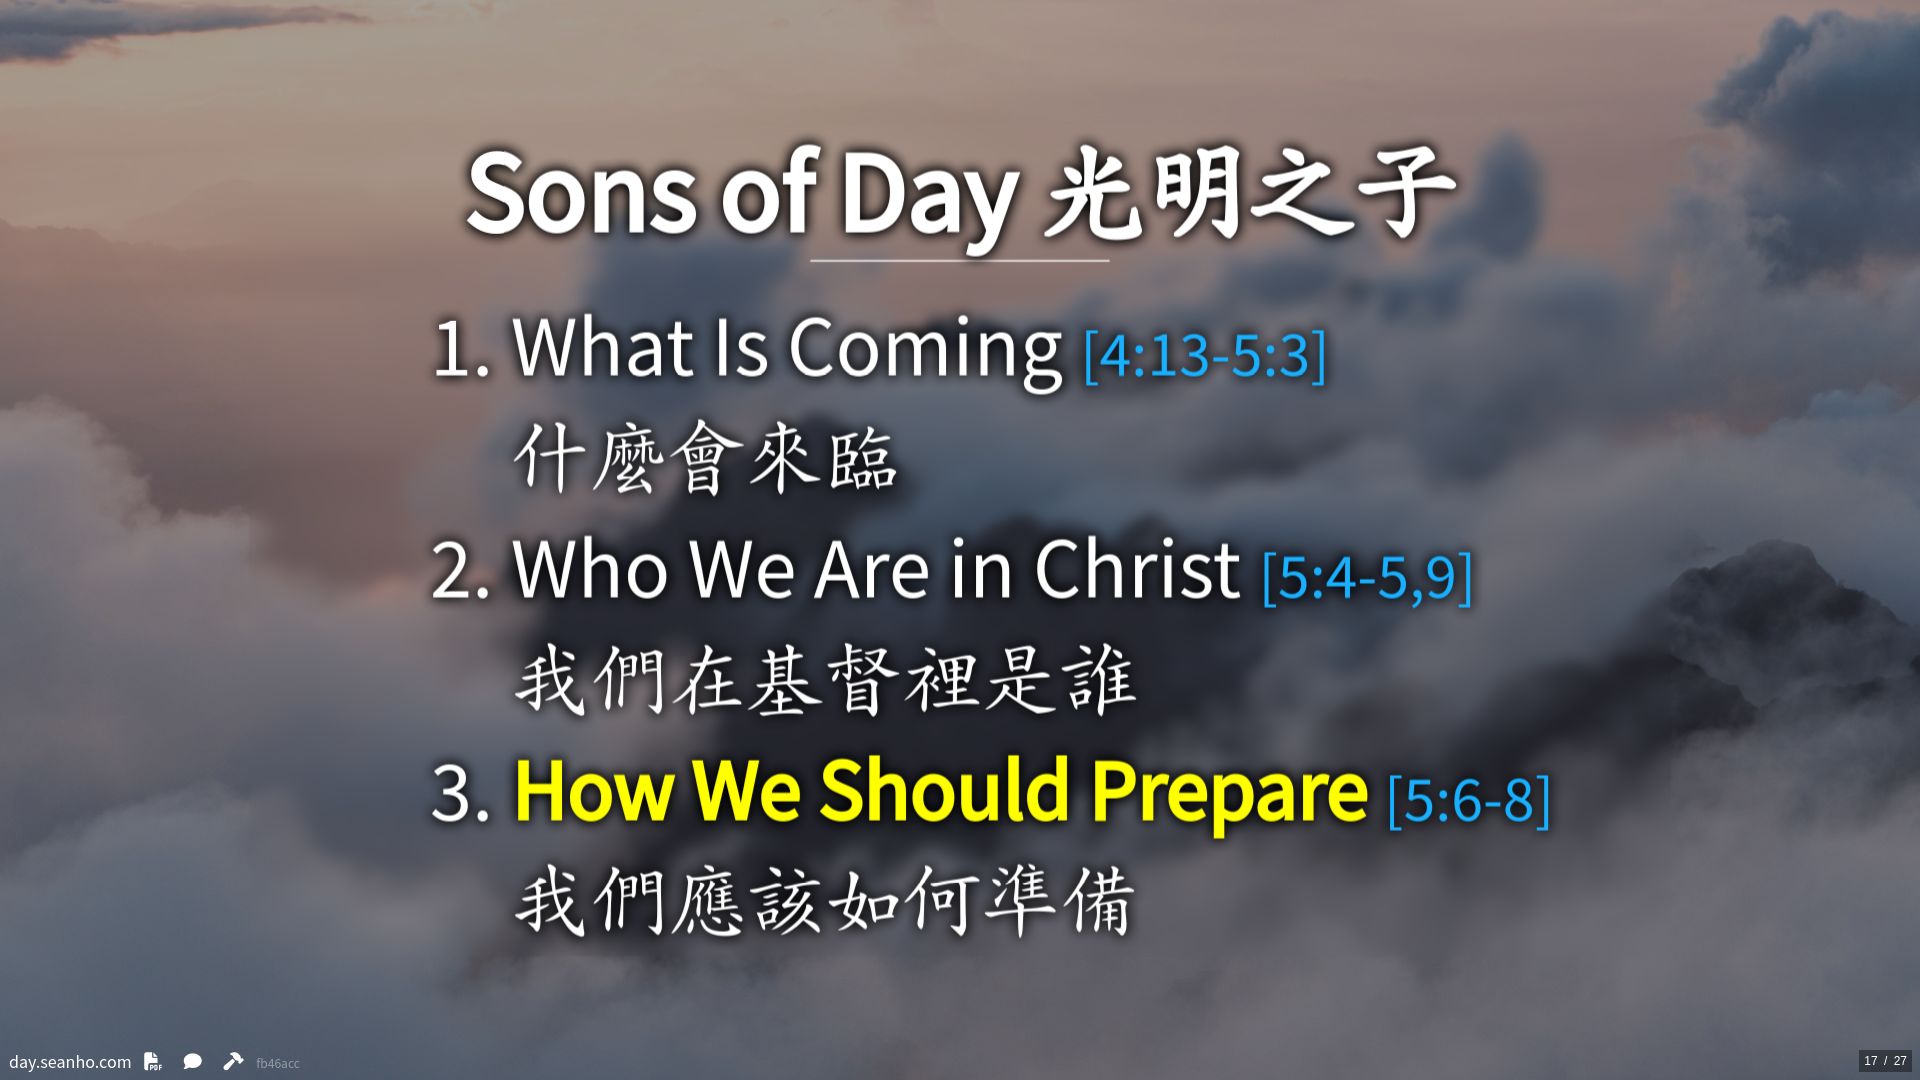 Sons of Day 光明之子
1. What Is Coming [4:13-5:3]
什麼會來臨
2. Who We Are in Christ [5:4-5,9]
我們在基督裡是誰
3. How We Should Prepare [5:6-8]
我們應該如何準備
day.seanho.com PDF fb46acc
17 / 27